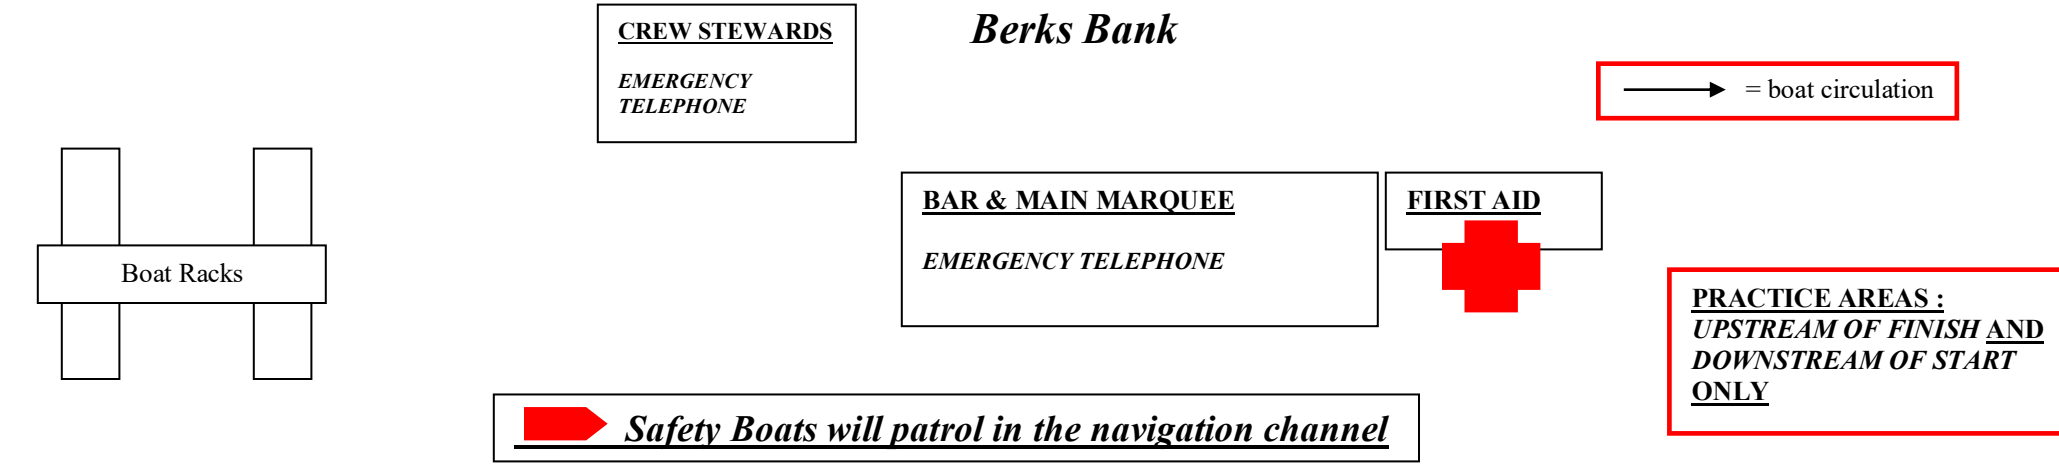 CREW STEWARDS
EMERGENCY
TELEPHONE
Berks Bank
= boat circulation
BAR & MAIN MARQUEE
EMERGENCY TELEPHONE
FIRST AID
Boat Racks
PRACTICE AREAS :
UPSTREAM OF FINISH AND
DOWNSTREAM OF START
ONLY
Safety Boats will patrol in the navigation channel